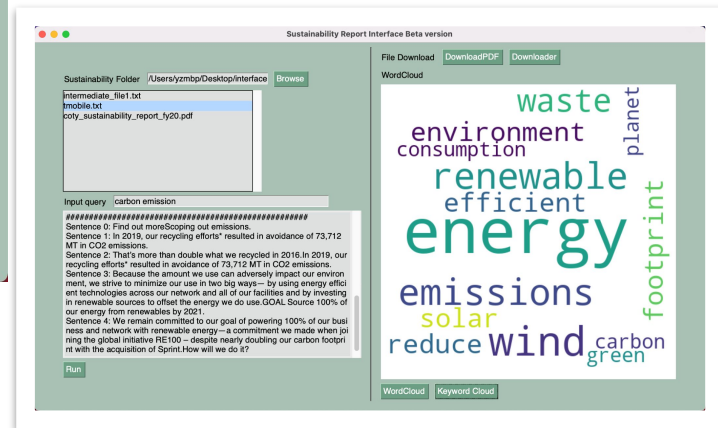 Sustainability Report Interface Beta version
Sustainability Folder /Users/yzmbp/Desktop/interface Browse
intermediate_file1.txt
tmobile.txt
coty_sustainability_report_fy20.pdf
Input query carbon emission
####################################################
Sentence 0: Find out moreScoping out emissions.
Sentence 1: In 2019, our recycling efforts* resulted in avoidance of 73,712
MT in CO2 emissions.
Sentence 2: That's more than double what we recycled in 2016.In 2019, our
recycling efforts* resulted in avoidance of 73,712 MT in CO2 emissions.
Sentence 3: Because the amount we use can adversely impact our environ
ment, we strive to minimize our use in two big ways— by using energy effici
ent technologies across our network and all of our facilities and by investing
in renewable sources to offset the energy we do use.GOAL Source 100% of
our energy from renewables by 2021.
Sentence 4: We remain committed to our goal of powering 100% of our busi
ness and network with renewable energy—a commitment we made when joi
ning the global initiative RE100 – despite nearly doubling our carbon footpri
nt with the acquisition of Sprint.How will we do it?
Run
File Download DownloadPDF Downloader
WordCloud
waste
planet
environment
consumption
renewable
efficient
energy
footprint
emissions
solar
reduce
wind
carbon
green
WordCloud Keyword Cloud